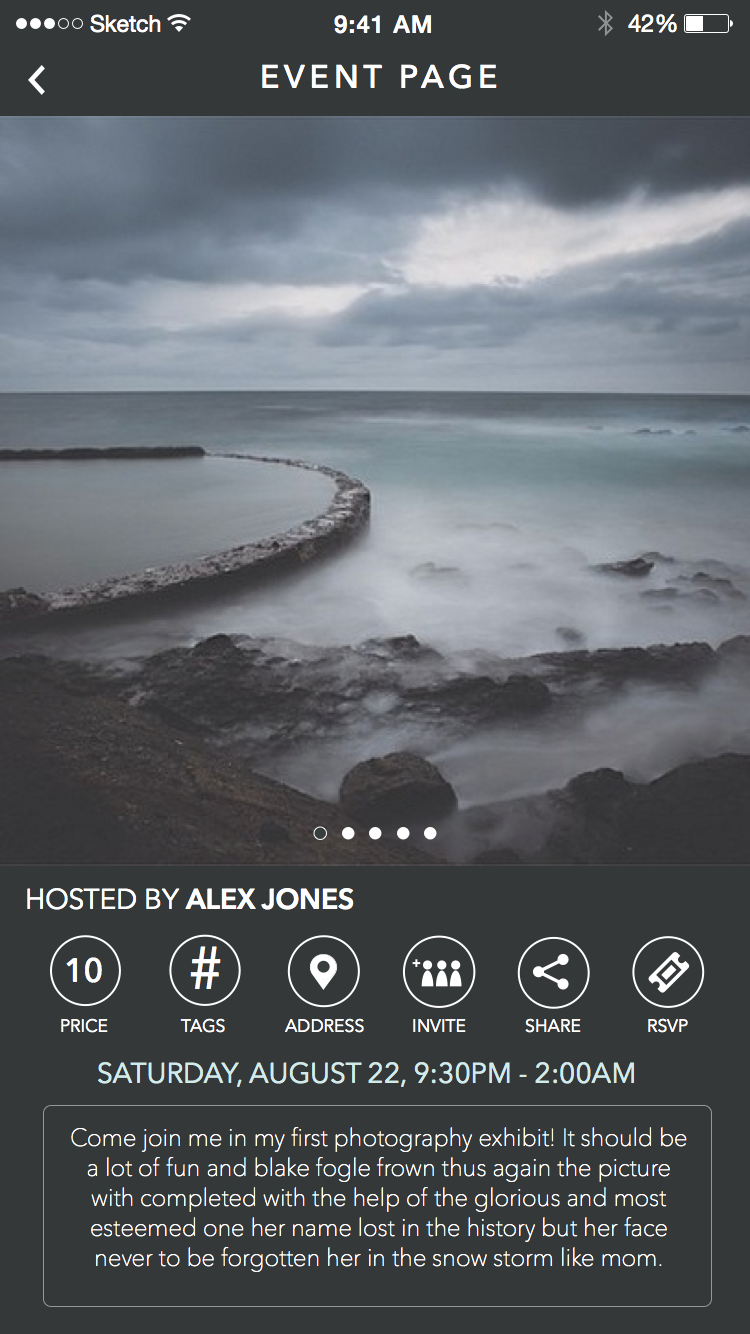 Sketch 9:41 AM 42%
EVENT PAGE
HOSTED BY ALEX JONES
10 #
PRICE TAGS ADDRESS INVITE SHARE RSVP
SATURDAY, AUGUST 22, 9:30PM - 2:00AM
Come join me in my first photography exhibit! It should be
a lot of fun and blake fogle frown thus again the picture
with completed with the help of the glorious and most
esteemed one her name lost in the history but her face
never to be forgotten her in the snow storm like mom.